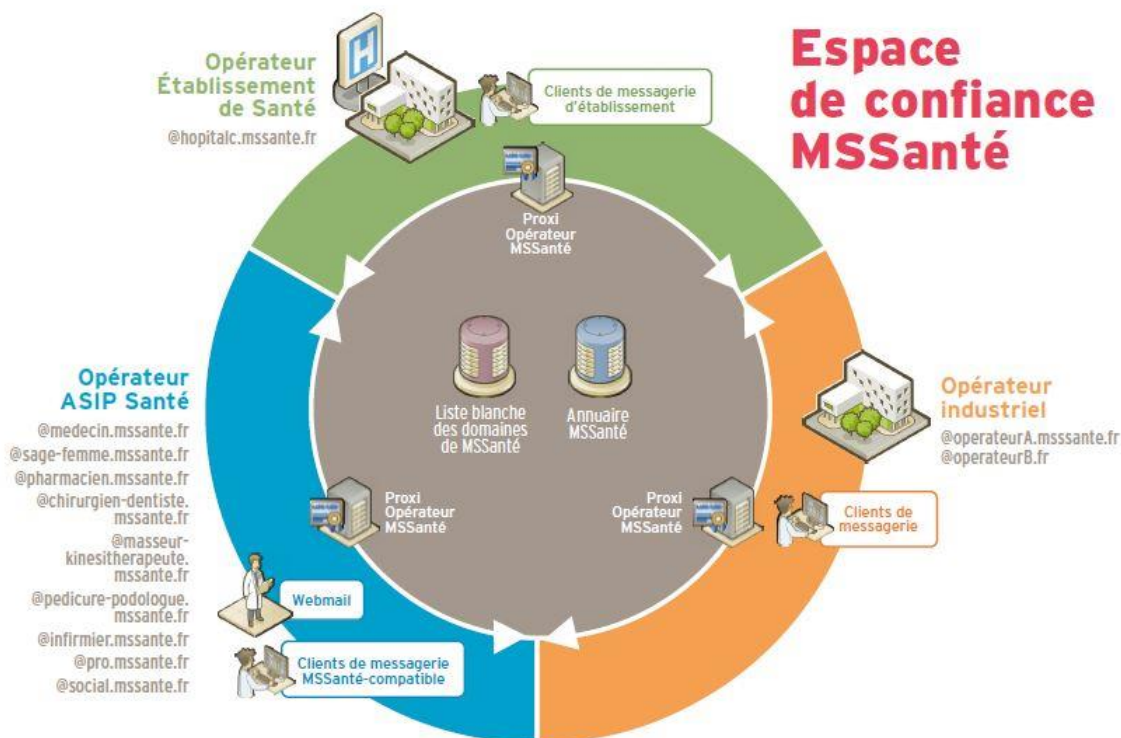 Espace
de confiance
MSSanté
Opérateur
Établissement
de Santé
@hopitalc.mssante.fr
H
Clients de messagerie
d'établissement
Proxi
Opérateur
MSSanté
Liste blanche
des domaines
de MSSanté
Annuaire
MSSanté
Opérateur
ASIP Santé
@medecin.mssante.fr
@sage-femme.mssante.fr
@pharmacien.mssante.fr
@chirurgien-dentiste.
mssante.fr
@masseur-
kinesitherapeute.
mssante.fr
@pedicure-podologue.
mssante.fr
@infirmier.mssante.fr
@pro.mssante.fr
@social.mssante.fr
Proxi
Opérateur
MSSanté
Webmail
Clients de messagerie
MSSanté-compatible
Proxi
Opérateur
MSSanté
Opérateur
industriel
@operateurA.msssante.fr
@operateurB.fr
Clients de
messagerie